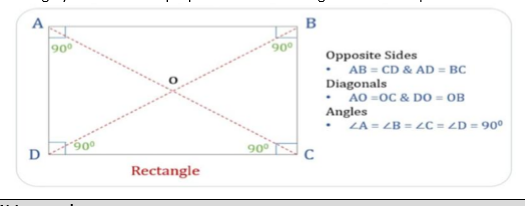 A
B
90⁰
90⁰
O
D
90⁰
90⁰
C
Rectangle
Opposite Sides
• AB = CD & AD = BC
Diagonals
• AO =OC & DO = OB
Angles
• ∠A = ∠B = ∠C = ∠D = 90⁰